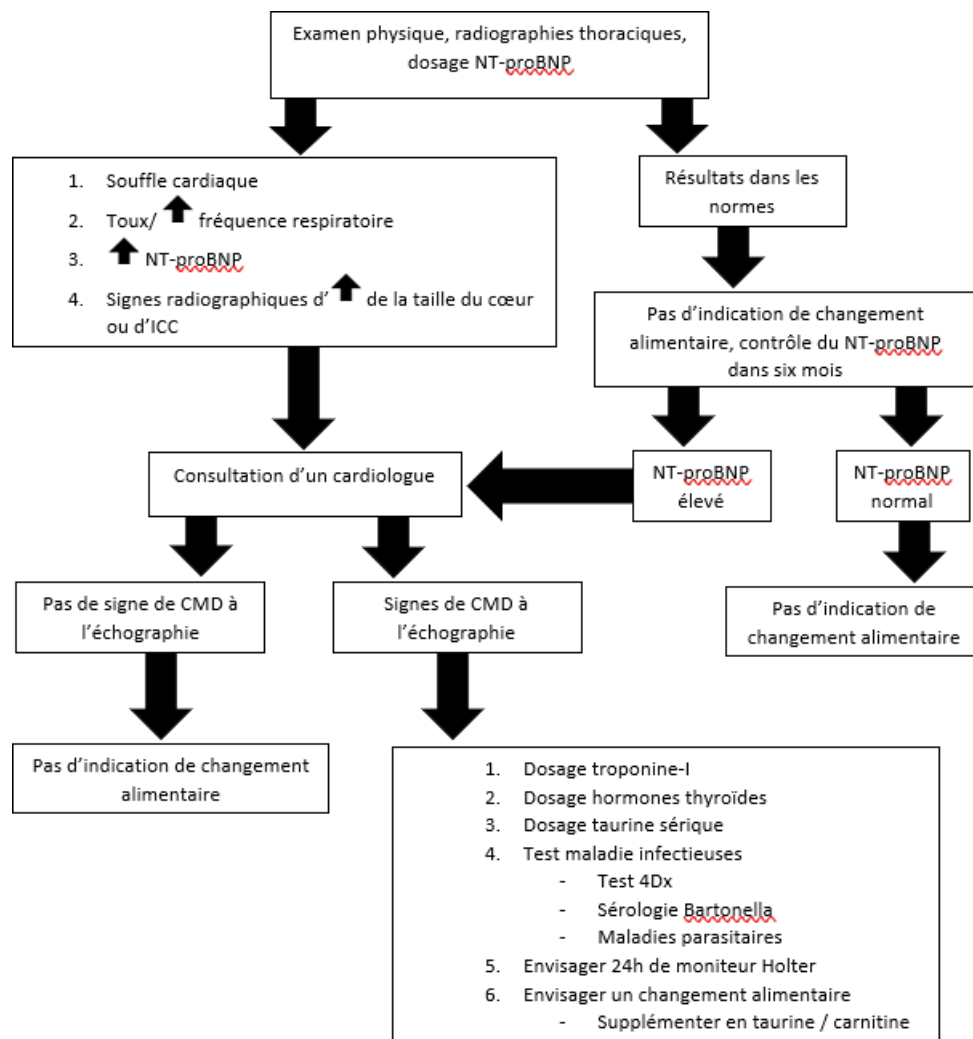 Examen physique, radiographies thoraciques,
dosage NT-proBNP
1. Souffle cardiaque
2. Toux/ fréquence respiratoire
3. NT-proBNP
4. Signes radiographiques d’ de la taille du cœur
ou d’ICC
Résultats dans les
normes
Pas d’indication de changement
alimentaire, contrôle du NT-proBNP
dans six mois
Consultation d’un cardiologue
NT-proBNP
élevé
NT-proBNP
normal
Pas de signe de CMD à
l’échographie
Signes de CMD à
l’échographie
Pas d’indication de
changement alimentaire
Pas d’indication de changement
alimentaire
1. Dosage troponine-I
2. Dosage hormones thyroïdes
3. Dosage taurine sérique
4. Test maladie infectieuses
- Test 4Dx
- Sérologie Bartonella
- Maladies parasitaires
5. Envisager 24h de moniteur Holter
6. Envisager un changement alimentaire
- Supplémenter en taurine / carnitine